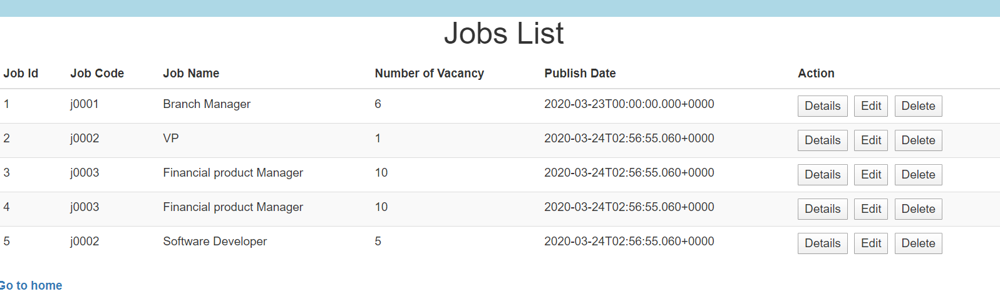 Jobs List
Job Id Job Code Job Name Number of Vacancy Publish Date Action
1 j0001 Branch Manager 6 2020-03-23T00:00:00.000+0000 Details Edit Delete
2 j0002 VP 1 2020-03-24T02:56:55.060+0000 Details Edit Delete
3 j0003 Financial product Manager 10 2020-03-24T02:56:55.060+0000 Details Edit Delete
4 j0003 Financial product Manager 10 2020-03-24T02:56:55.060+0000 Details Edit Delete
5 j0002 Software Developer 5 2020-03-24T02:56:55.060+0000 Details Edit Delete
Go to home